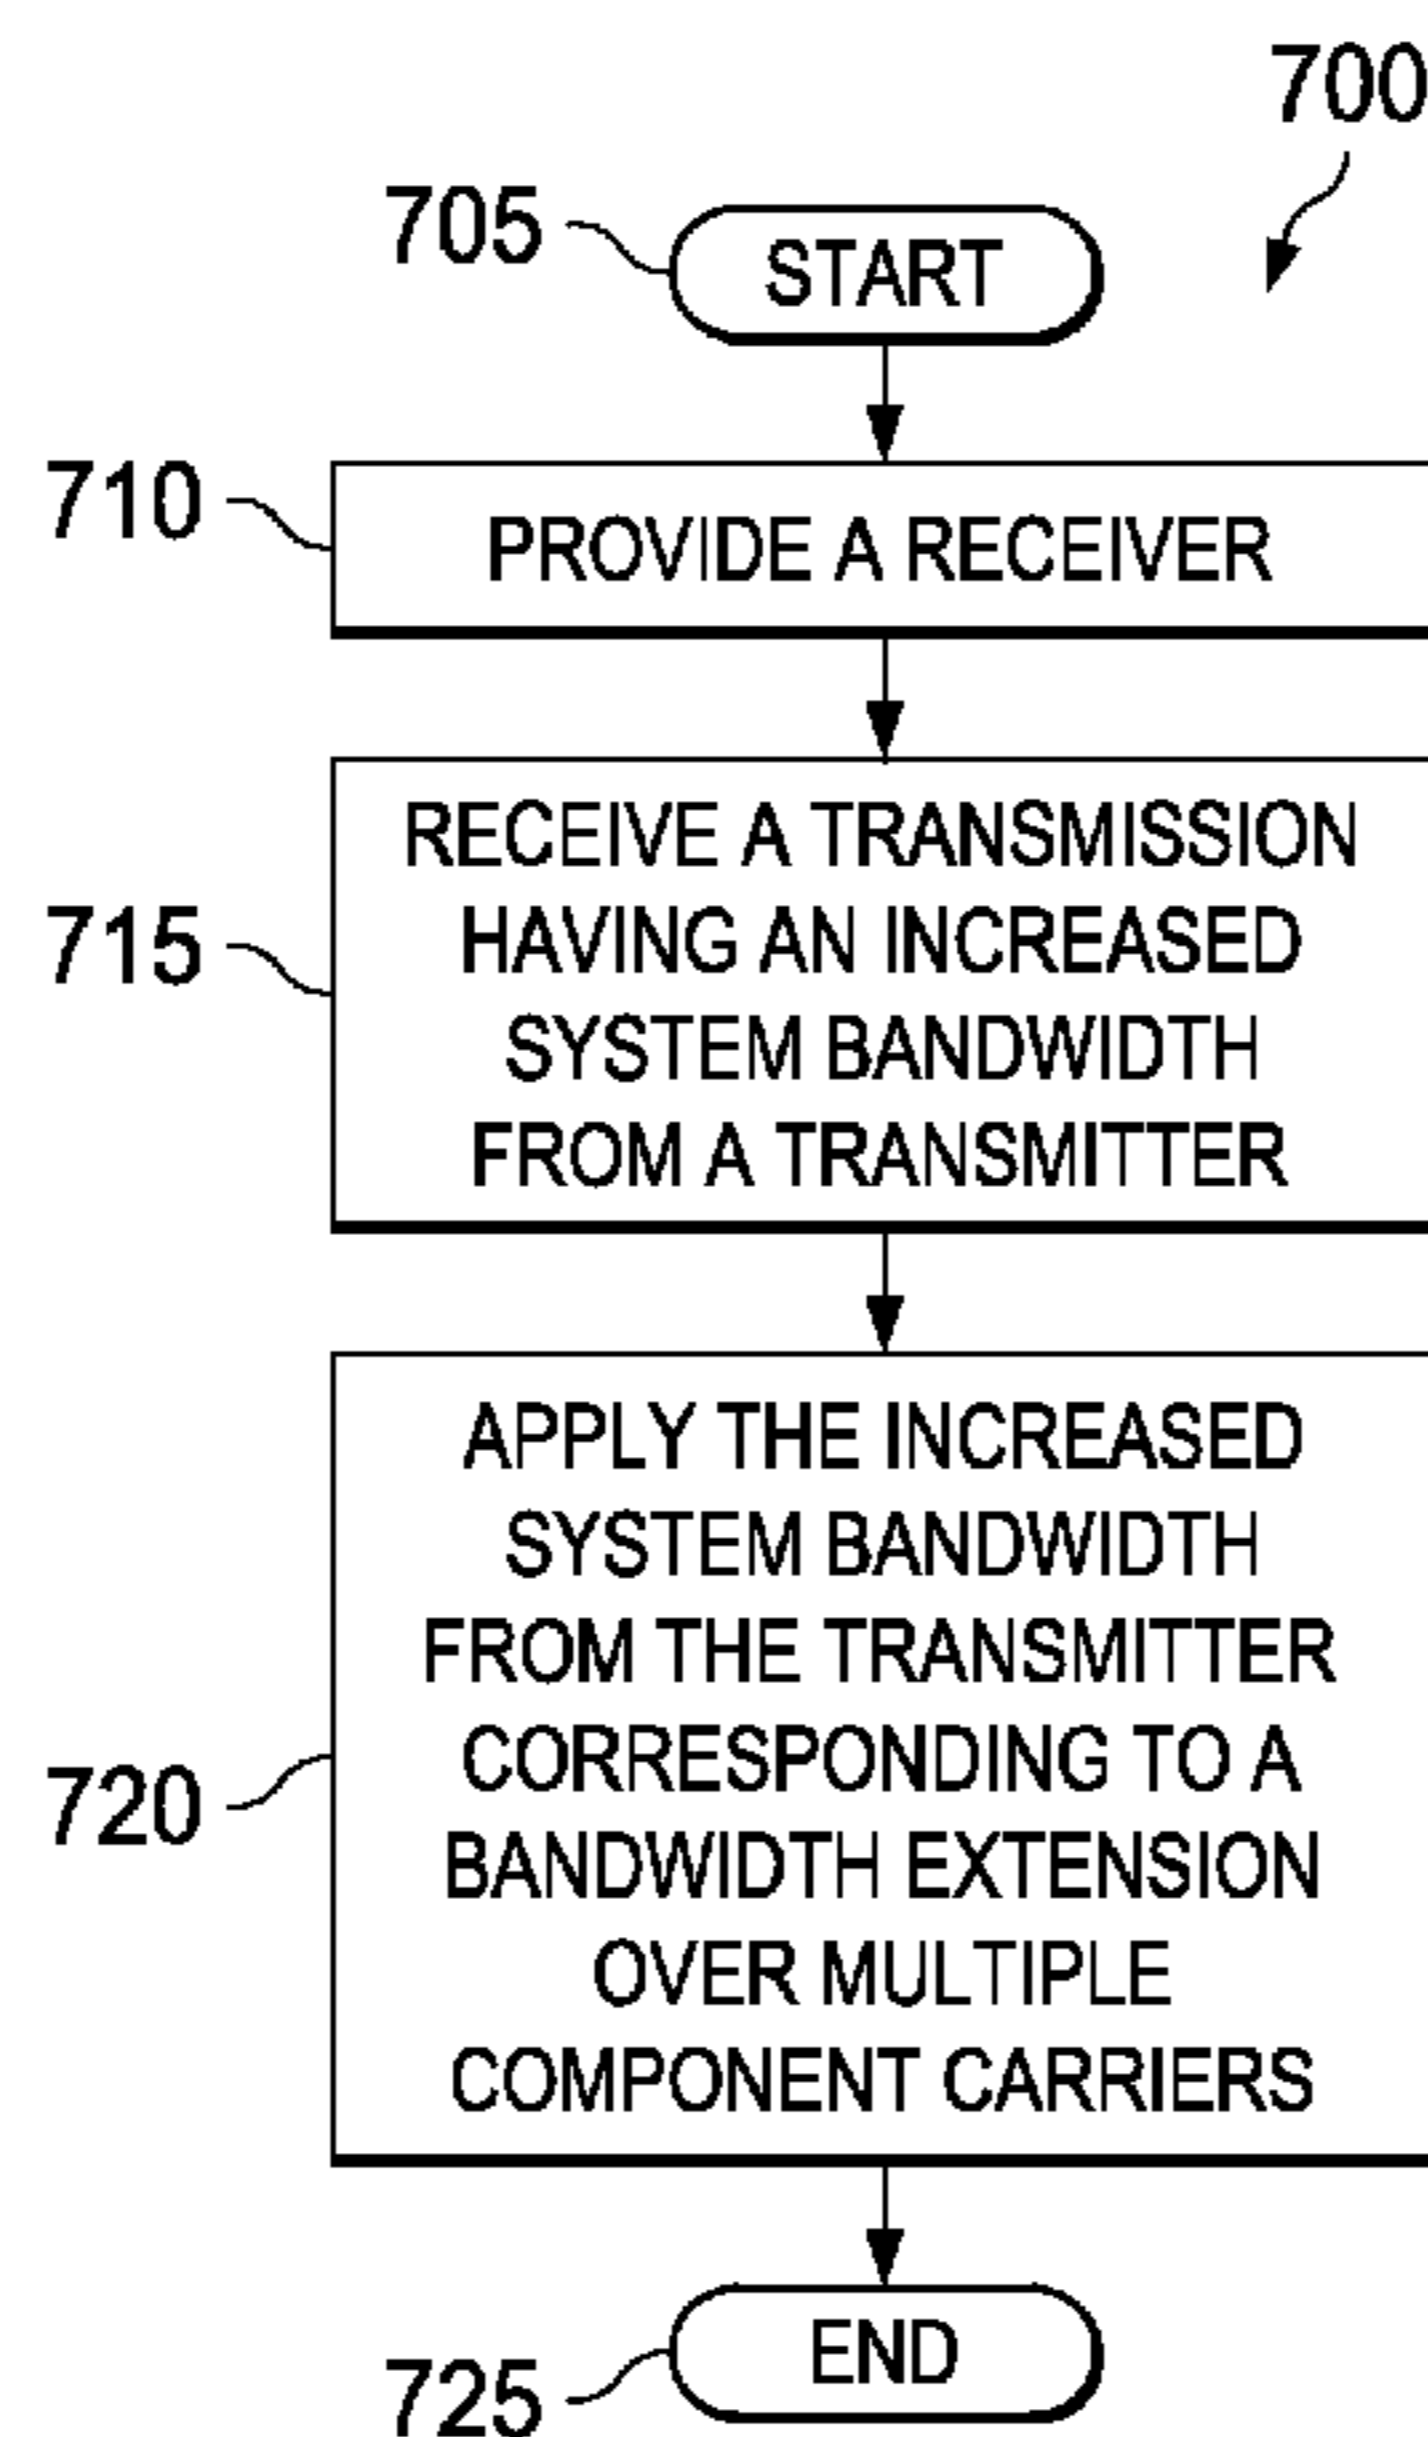 700
705
START
710
PROVIDE A RECEIVER
715
RECEIVE A TRANSMISSION
HAVING AN INCREASED
SYSTEM BANDWIDTH
FROM A TRANSMITTER
720
APPLY THE INCREASED
SYSTEM BANDWIDTH
FROM THE TRANSMITTER
CORRESPONDING TO A
BANDWIDTH EXTENSION
OVER MULTIPLE
COMPONENT CARRIERS
725
END